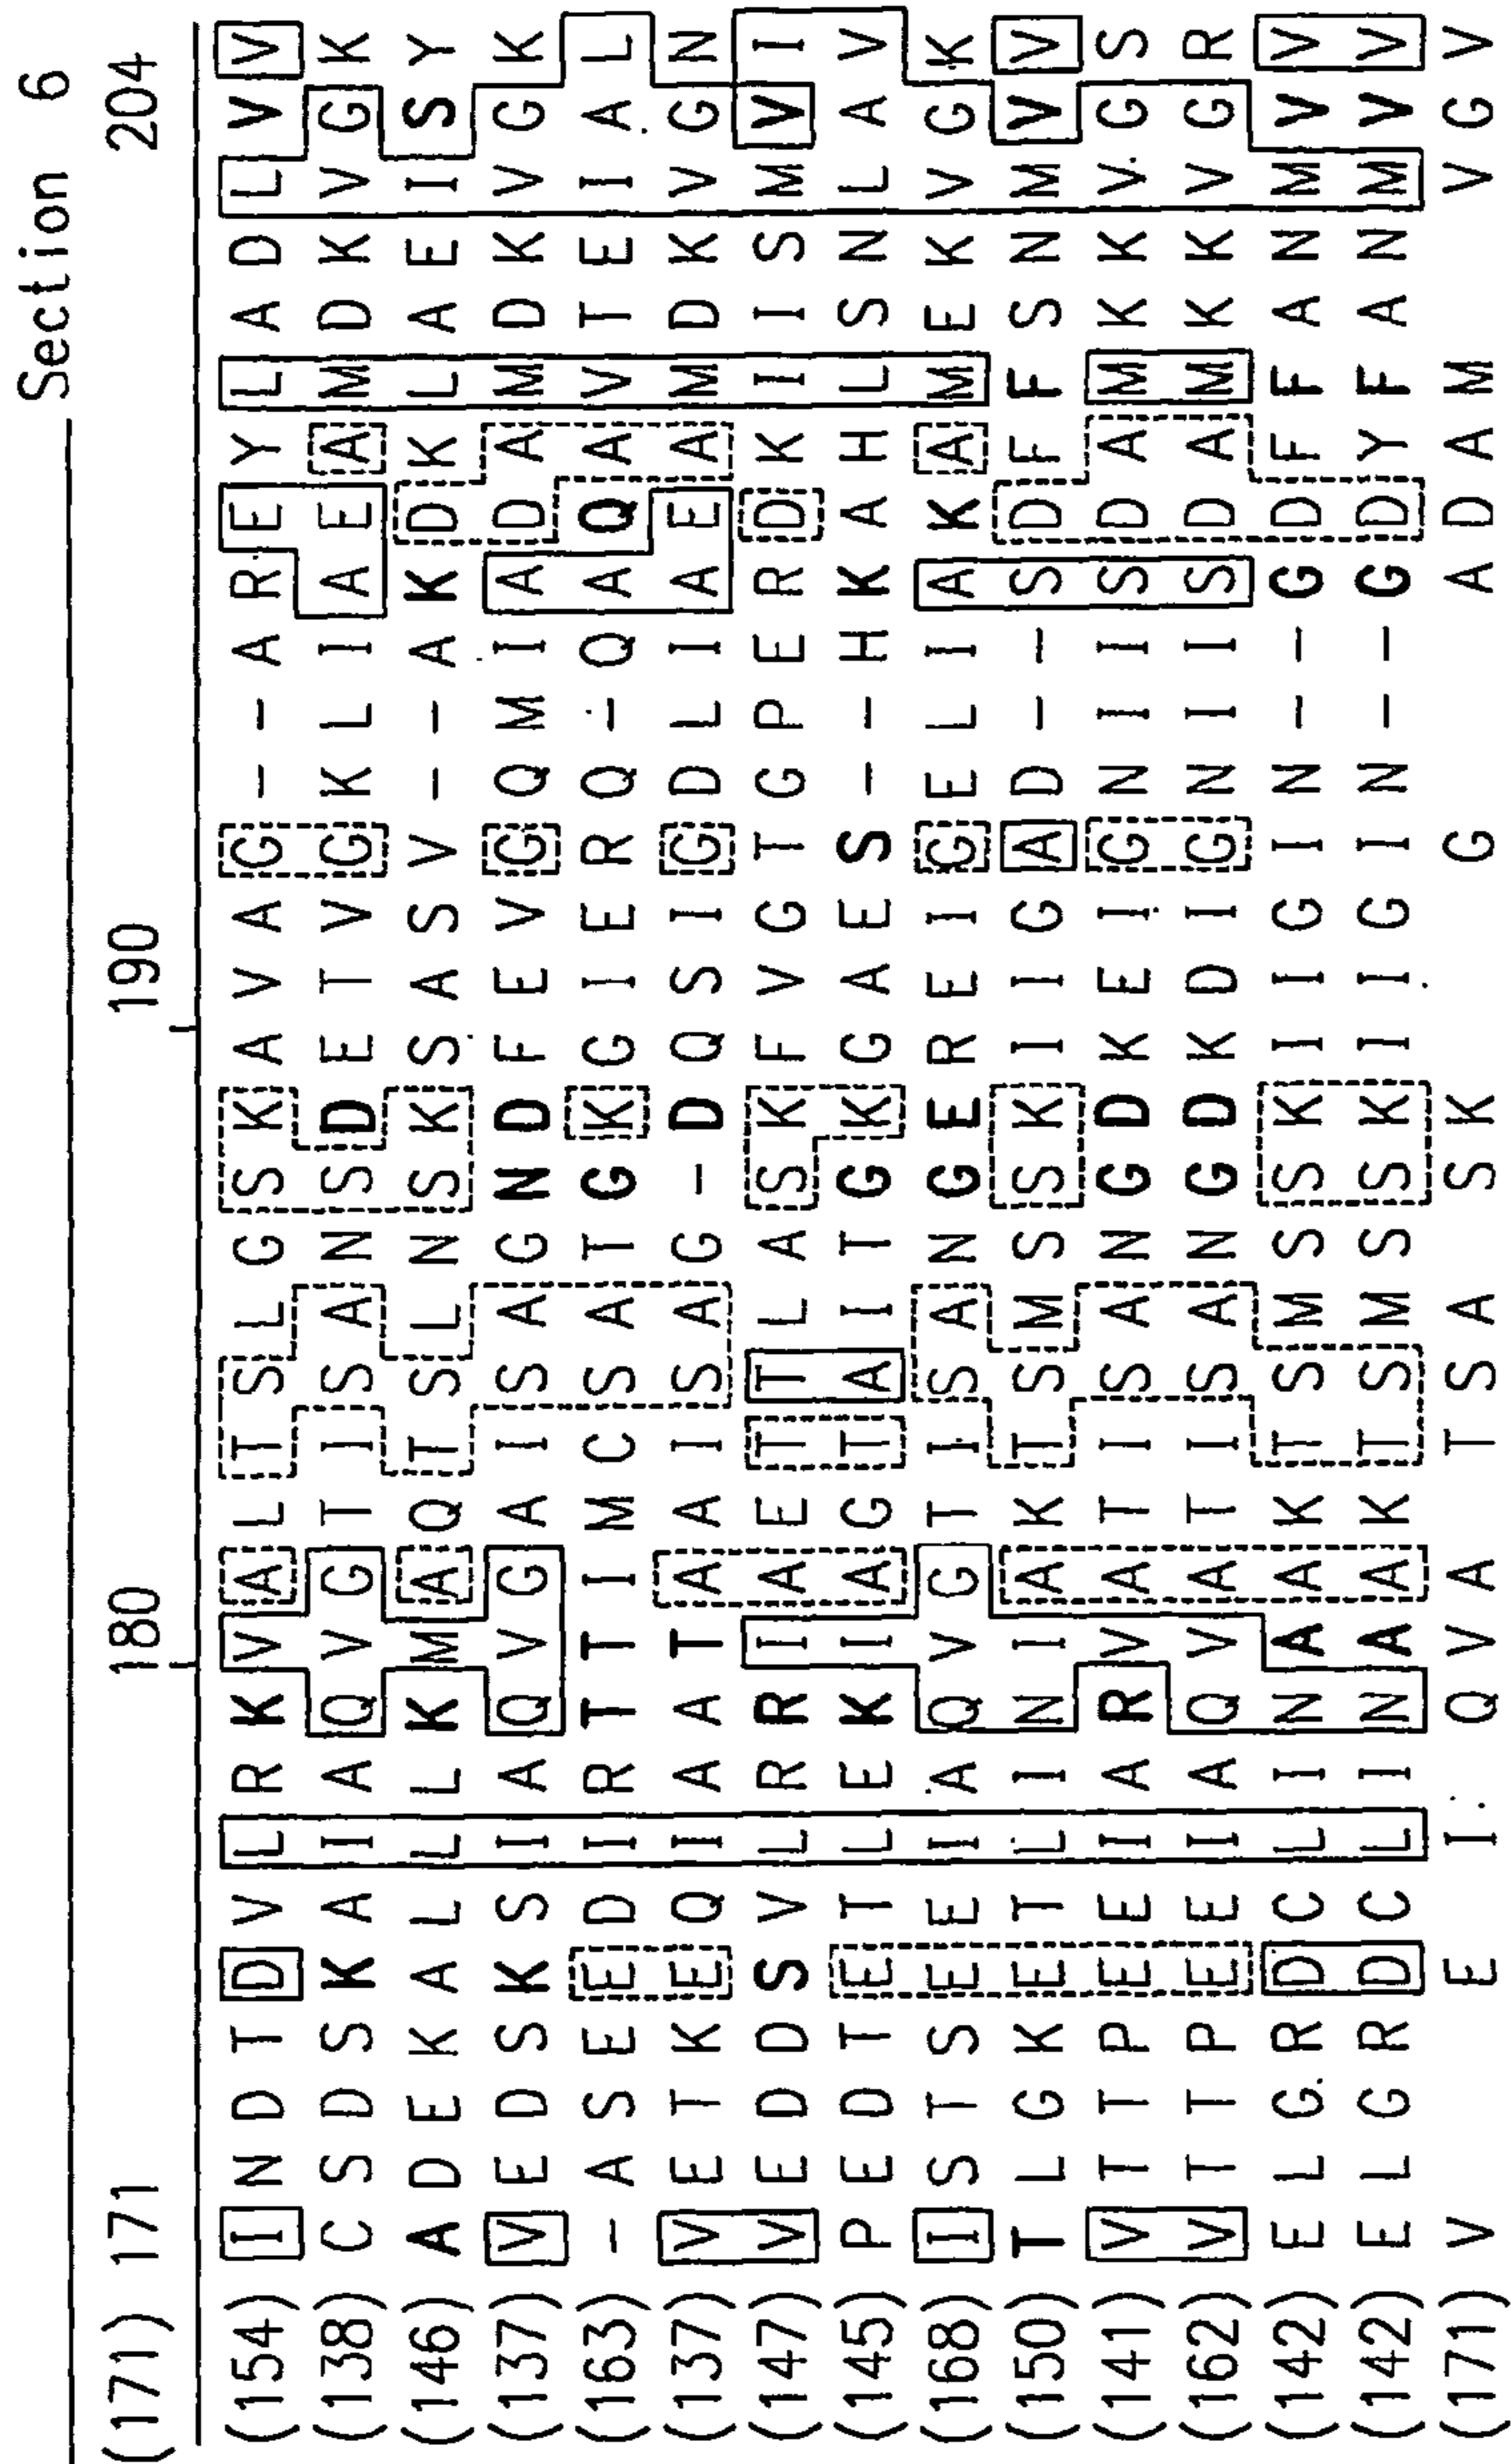 Section 6
(171) 171 180 190 204
(154) I N D T D V L R K V A L T S L G S K A V A G - - A R E Y L A D L V V
(138) C S D S K A I A Q V G T I S A N S D E T V G K L I A E A M D K V G K
(146) A D E K A L L L K M A Q T S L N S K S A S V - - A K D K L A E I S Y
(137) V E D S K S I A Q V G A I S A G N D F E V G Q M I A D A M D K V G K
(163) - A S E E D I R T T I M C S A T G K G I E R Q - Q A Q A V T E I A L
(137) V E T K E Q I A A T A A I S A G - D Q S I G D L I A E A M D K V G N
(147) V E D D S V L R R I A E T T L A S K F V G T G P E R D K I I S M V I
(145) P E D T E T L E K I A G T A I T G K G A E S - - H K A H L S N L A V
(168) I S T S E E I A Q V G T I S A N G E R E I G E L I A K A M E K V G K
(150) T L G K E T L I N I A K T S M S S K I I G A D - - S D F F S N M V V
(141) V T T P E E I A R V A T I S A N G D K E I G N I I S D A M K K V G S
(162) V T T P E E I A Q V A T I S A N G D K D I G N I I S D A M K K V G R
(142) E L G R D C L I N A A K T S M S S K I I G I N - - G D F F A N M V V
(142) E L G R D C L I N A A K T S M S S K I I G I N - - G D Y F A N M V V
(171) V E I Q V A T S A S K G A D A M V G V